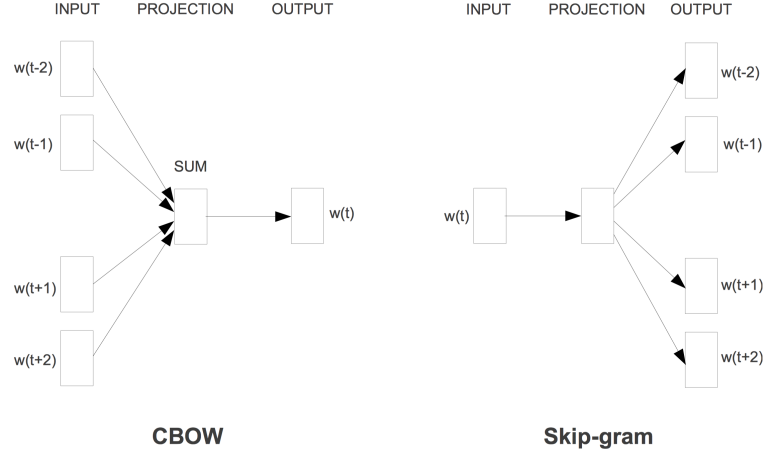 INPUT PROJECTION OUTPUT
w(t-2)
w(t-1)
SUM
w(t)
w(t+1)
w(t+2)
CBOW
INPUT PROJECTION OUTPUT
w(t-2)
w(t-1)
w(t)
w(t+1)
w(t+2)
Skip-gram